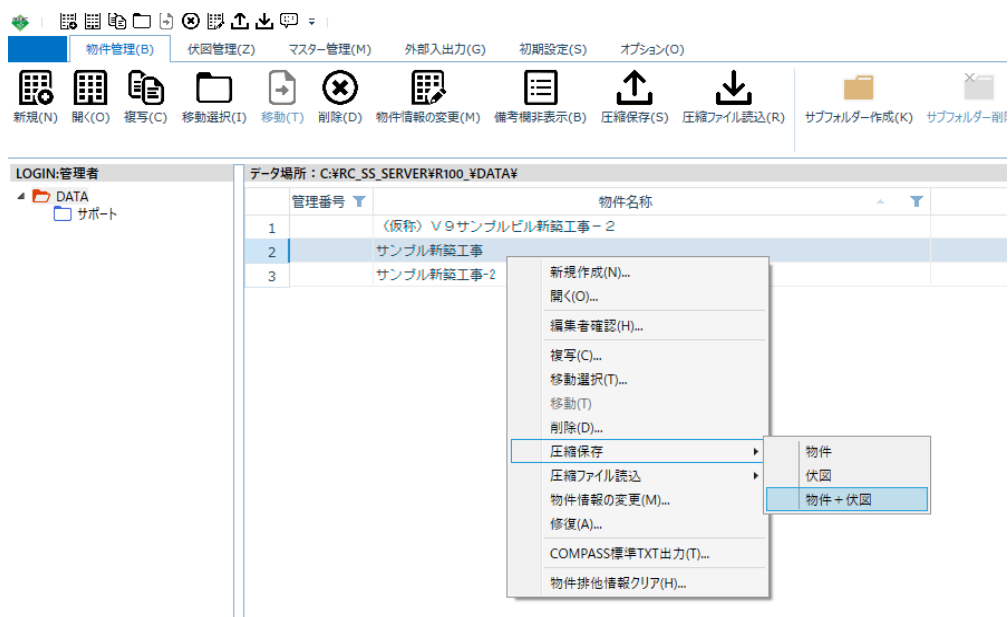 物件管理(B) 伏図管理(Z) マスター管理(M) 外部入出力(G) 初期設定(S) オプション(O)
新規(N) 開く(O) 複写(C) 移動選択(I) 移動(T) 削除(D) 物件情報の変更(M) 備考欄非表示(B) 圧縮保存(S) 圧縮ファイル読込(R) サブフォルダー作成(K) サブフォルダー削
LOGIN:管理者
データ場所：C:¥RC_SS_SERVER¥R100_¥DATA¥
DATA
サポート
管理番号 物件名称
1 （仮称）Ｖ９サンプルビル新築工事－２
2 サンプル新築工事
3 サンプル新築工事-2
新規作成(N)...
開く(O)...
編集者確認(H)...
複写(C)...
移動選択(T)...
移動(T)
削除(D)...
圧縮保存
圧縮ファイル読込
物件情報の変更(M)...
修復(A)...
COMPASS標準TXT出力(T)...
物件排他情報クリア(H)...
物件
伏図
物件＋伏図